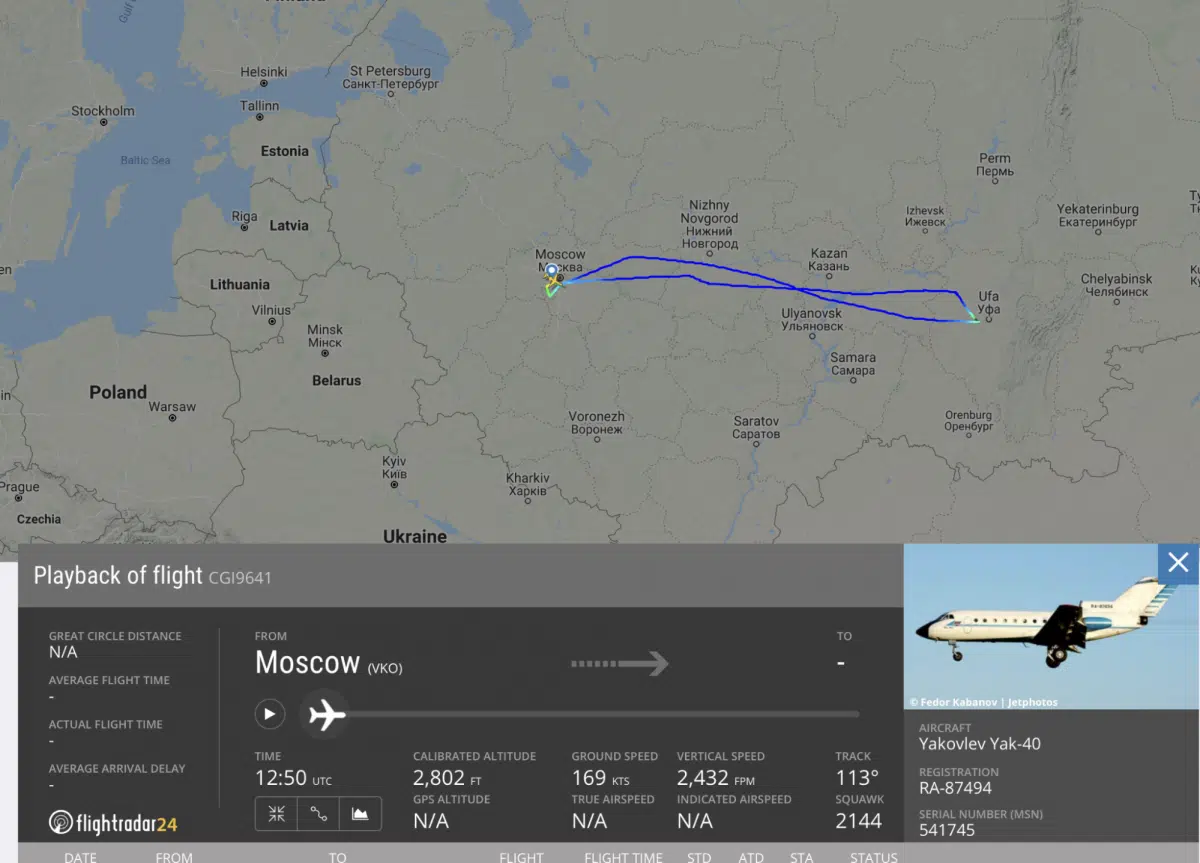 Gulf
Helsinki
St Petersburg
Санкт-Петербург
Stockholm
Tallinn
Baltic Sea
Estonia
Perm
Пермь
Riga
Latvia
Nizhny
Novgorod
Нижний
Новгород
Izhevsk
Ижевск
Yekaterinburg
Екатеринбург
Moscow
Москва
Kazan
Казань
Lithuania
Chelyabinsk
Челябинск
Vilnius
Ufa
Уфа
Minsk
Мінск
Ulyanovsk
Ульяновск
Belarus
Samara
Самара
Poland
Warsaw
Voronezh
Воронеж
Saratov
Саратов
Orenburg
Оренбург
Kyiv
Київ
Kharkiv
Харків
Prague
Czechia
Ukraine
Playback of flight CGI9641
GREAT CIRCLE DISTANCE
N/A
AVERAGE FLIGHT TIME
-
ACTUAL FLIGHT TIME
-
AVERAGE ARRIVAL DELAY
-
flightradar24
FROM
Moscow (VKO)
TO
-
TIME
12:50 UTC
CALIBRATED ALTITUDE
2,802 FT
GPS ALTITUDE
N/A
GROUND SPEED
169 KTS
TRUE AIRSPEED
N/A
VERTICAL SPEED
2,432 FPM
INDICATED AIRSPEED
N/A
TRACK
113°
SQUAWK
2144
© Fedor Kabanov | Jetphotos
AIRCRAFT
Yakovlev Yak-40
REGISTRATION
RA-87494
SERIAL NUMBER (MSN)
541745
DATE FROM TO FLIGHT FLIGHT TIME STD ATD STA STATUS